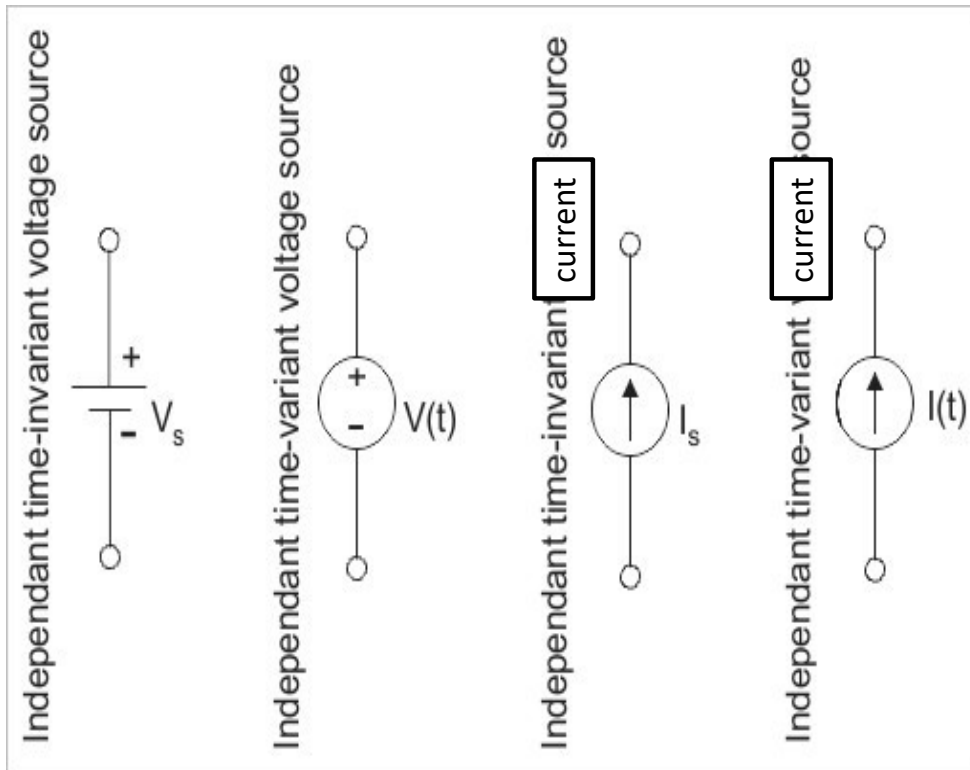 Independant time-invariant voltage source
+
-
Vs
Independant time-variant voltage source
+
-
V(t)
Independant time-invariant current source
Is
Independant time-variant v current source
I(t)